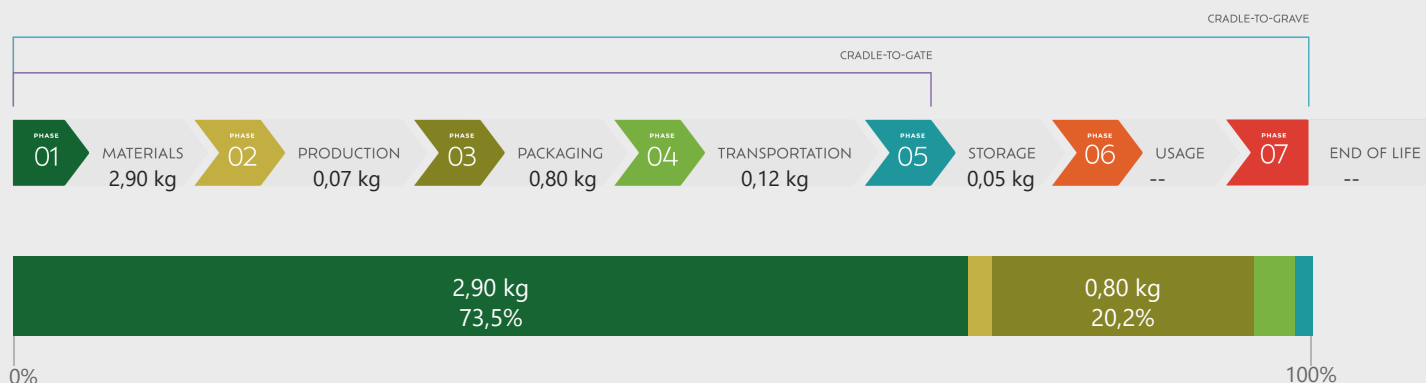 CRADLE-TO-GRAVE
CRADLE-TO-GATE
PHASE
01
MATERIALS
2,90 kg
PHASE
02
PRODUCTION
0,07 kg
PHASE
03
PACKAGING
0,80 kg
PHASE
04
TRANSPORTATION
0,12 kg
PHASE
05
STORAGE
0,05 kg
PHASE
06
USAGE
--
PHASE
07
END OF LIFE
--
2,90 kg
73,5%
0,80 kg
20,2%
0%
100%